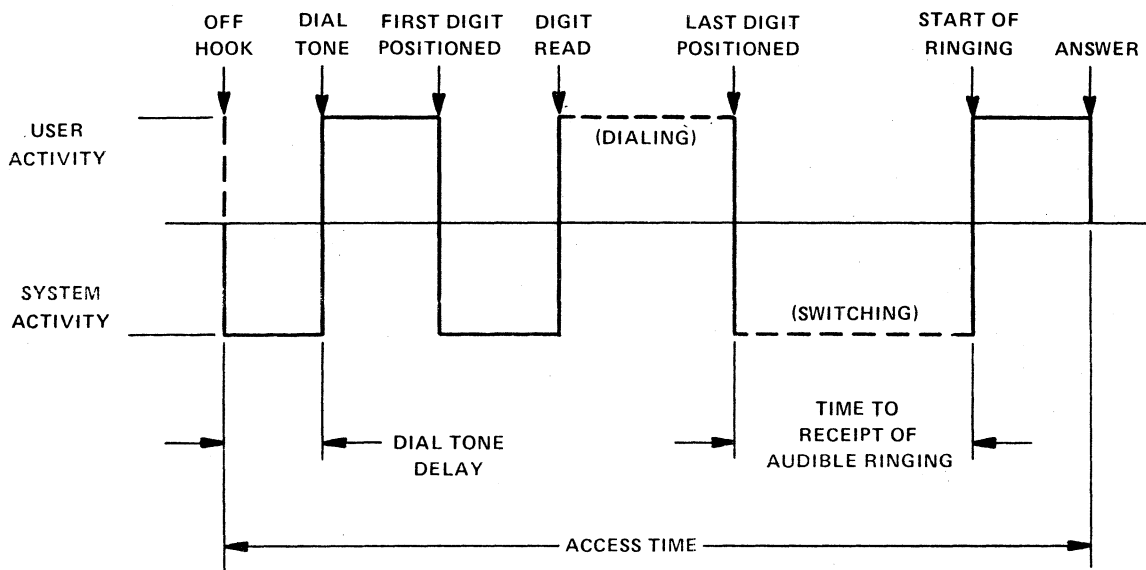 OFF HOOK
DIAL TONE
FIRST DIGIT POSITIONED
DIGIT READ
LAST DIGIT POSITIONED
START OF RINGING
ANSWER
USER ACTIVITY
(DIALING)
SYSTEM ACTIVITY
(SWITCHING)
DIAL TONE DELAY
TIME TO RECEIPT OF AUDIBLE RINGING
ACCESS TIME